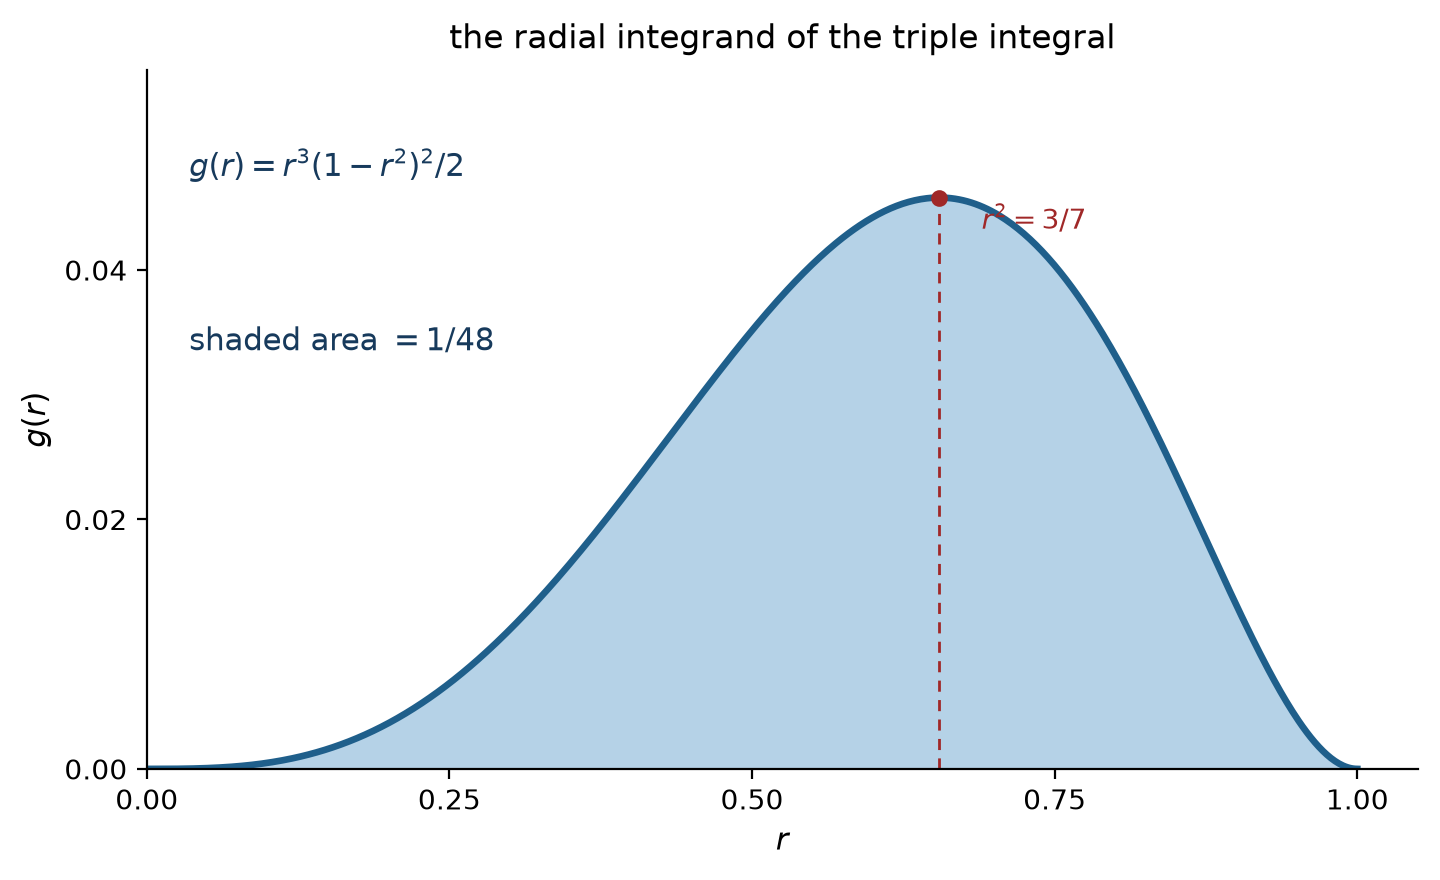 the radial integrand of the triple integral
g(r) = r³(1 − r²)²/2
r² = 3/7
0.04
shaded area = 1/48
g(r)
0.02
0.00
0.00 0.25 0.50 0.75 1.00
r